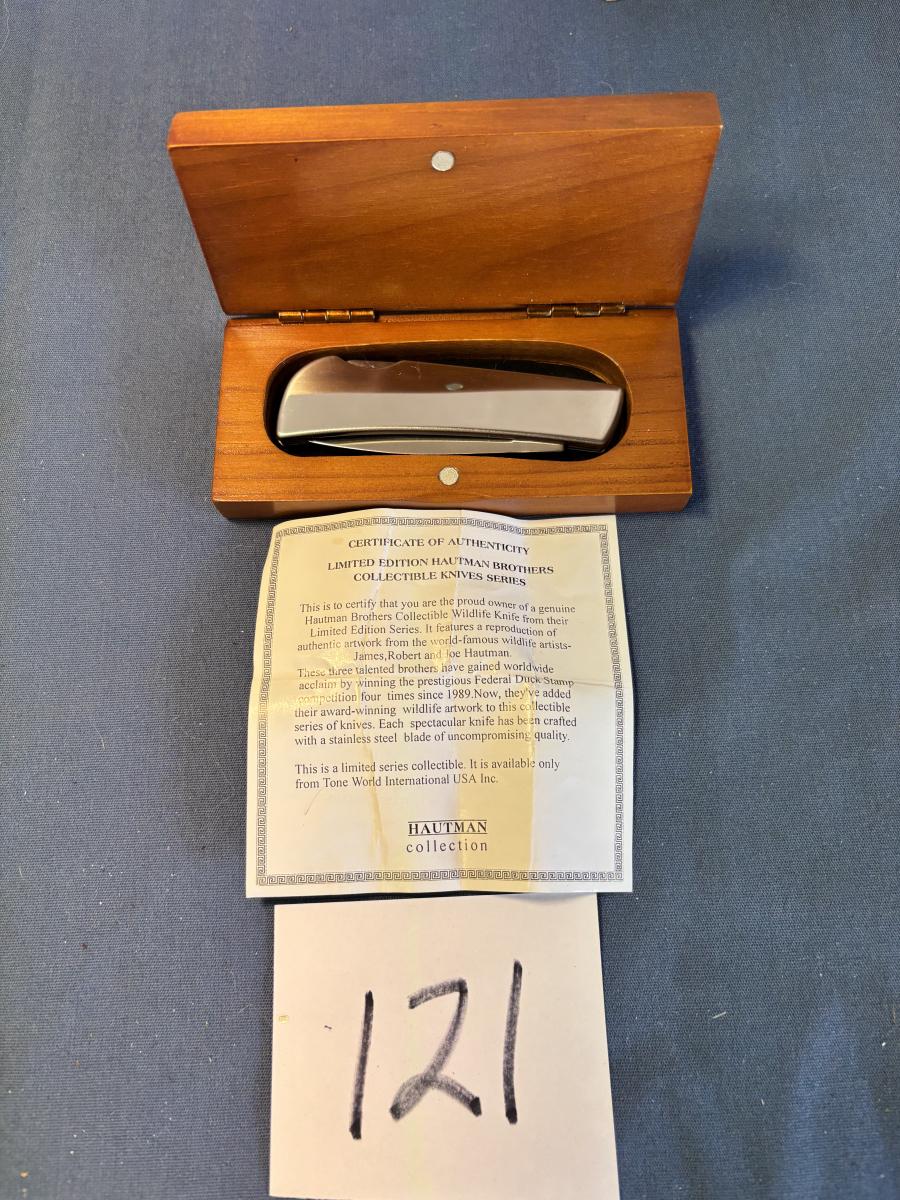 CERTIFICATE OF AUTHENTICITY
LIMITED EDITION HAUTMAN BROTHERS
COLLECTIBLE KNIVES SERIES
This is to certify that you are the proud owner of a genuine
Hautman Brothers Collectible Wildlife Knife from their
Limited Edition Series. It features a reproduction of
authentic artwork from the world-famous wildlife artists-
James,Robert and Joe Hautman.
These three talented brothers have gained worldwide
acclaim by winning the prestigious Federal Duck Stamp
competition four times since 1989.Now, they've added
their award-winning wildlife artwork to this collectible
series of knives. Each spectacular knife has been crafted
with a stainless steel blade of uncompromising quality.
This is a limited series collectible. It is available only
from Tone World International USA Inc.
HAUTMAN
collection
121